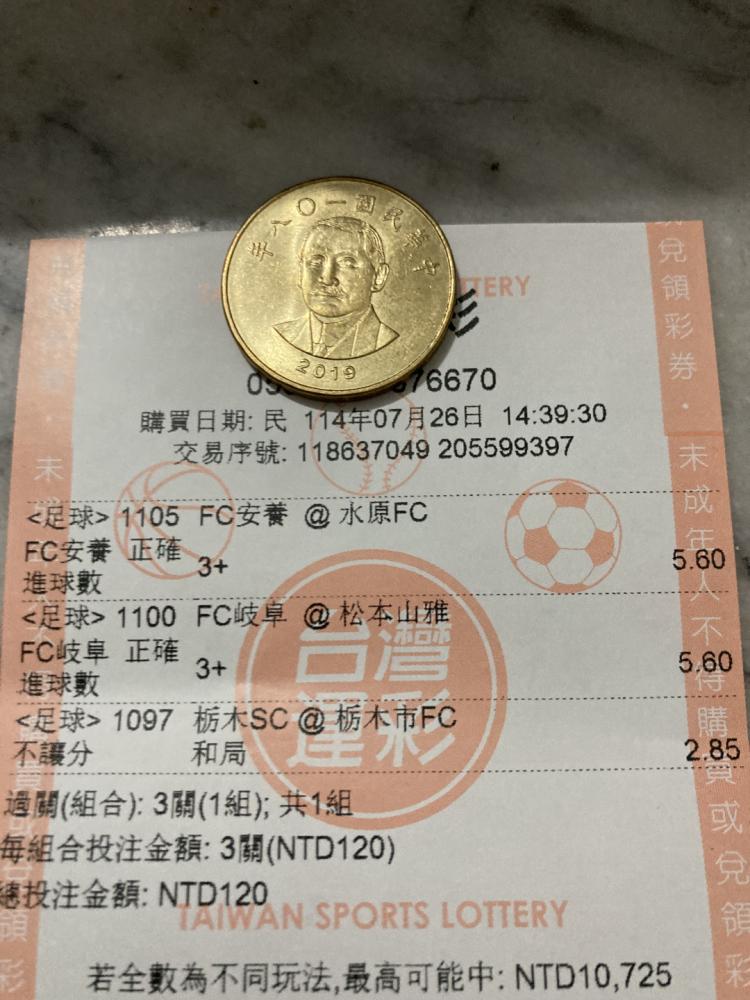 中華民國一〇八年
2019
TTERY
彩
676670
購買日期: 民 114年07月26日 14:39:30
交易序號: 118637049 205599397
<足球> 1105 FC安養 @ 水原FC
FC安養 正確 3+ 5.60
進球數
<足球> 1100 FC岐阜 @ 松本山雅
FC岐阜 正確 3+ 5.60
進球數
<足球> 1097 栃木SC @ 栃木市FC
不讓分 和局 2.85
台灣
運彩
過關(組合): 3關(1組); 共1組
每組合投注金額: 3關(NTD120)
總投注金額: NTD120
TAIWAN SPORTS LOTTERY
若全數為不同玩法,最高可能中: NTD10,725
兌領彩券・未成年人不得購買或兌領彩